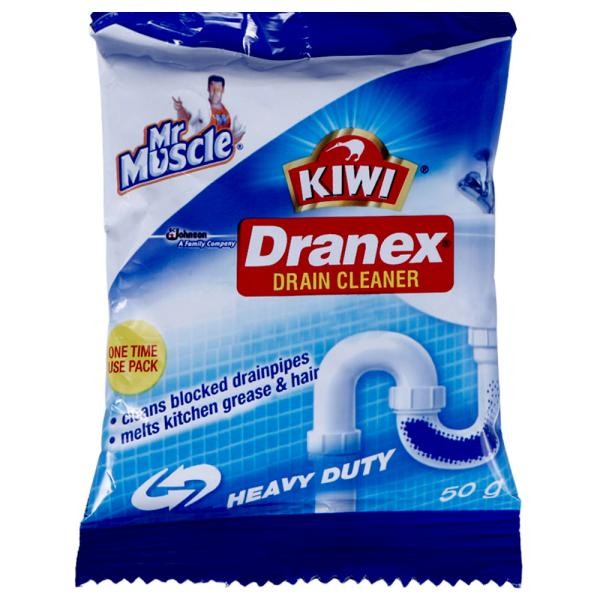 Mr
Muscle®
KIWI®
Johnson
A Family Company
Dranex®
DRAIN CLEANER
ONE TIME
USE PACK
• cleans blocked drainpipes
• melts kitchen grease & hair
HEAVY DUTY
50 g